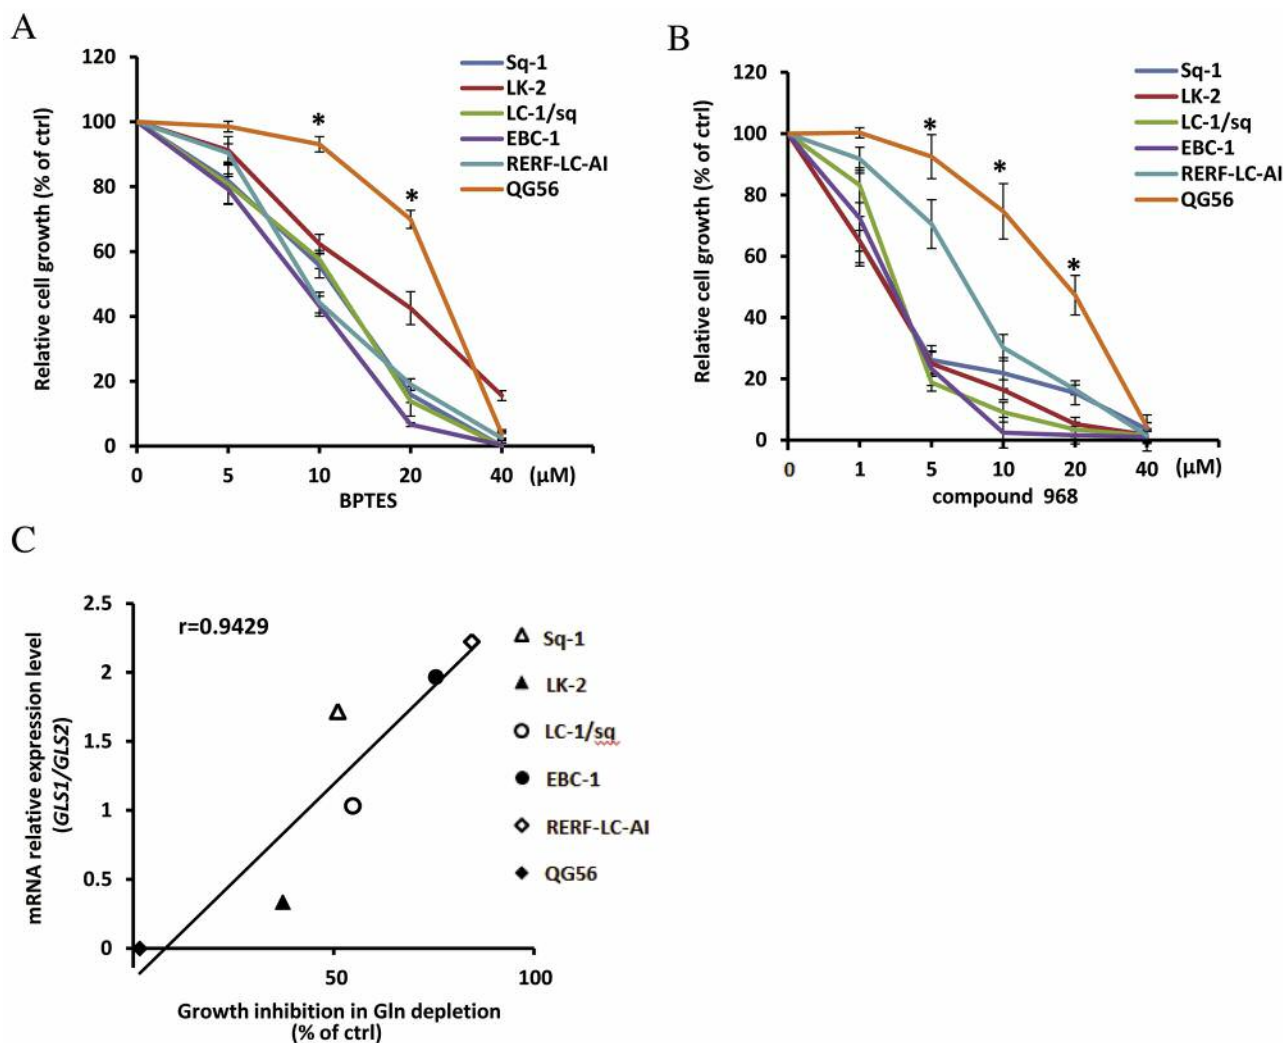 A
120
100
80
60
40
20
0
Relative cell growth (% of ctrl)
*
*
Sq-1
LK-2
LC-1/sq
EBC-1
RERF-LC-AI
QG56
0 5 10 20 40 (μM)
BPTES
B
120
100
80
60
40
20
0
Relative cell growth (% of ctrl)
*
*
*
Sq-1
LK-2
LC-1/sq
EBC-1
RERF-LC-AI
QG56
0 1 5 10 20 40 (μM)
compound 968
C
2.5
2
1.5
1
0.5
0
mRNA relative expression level
(GLS1/GLS2)
r=0.9429
Sq-1
LK-2
LC-1/sq
EBC-1
RERF-LC-AI
QG56
50 100
Growth inhibition in Gln depletion
(% of ctrl)